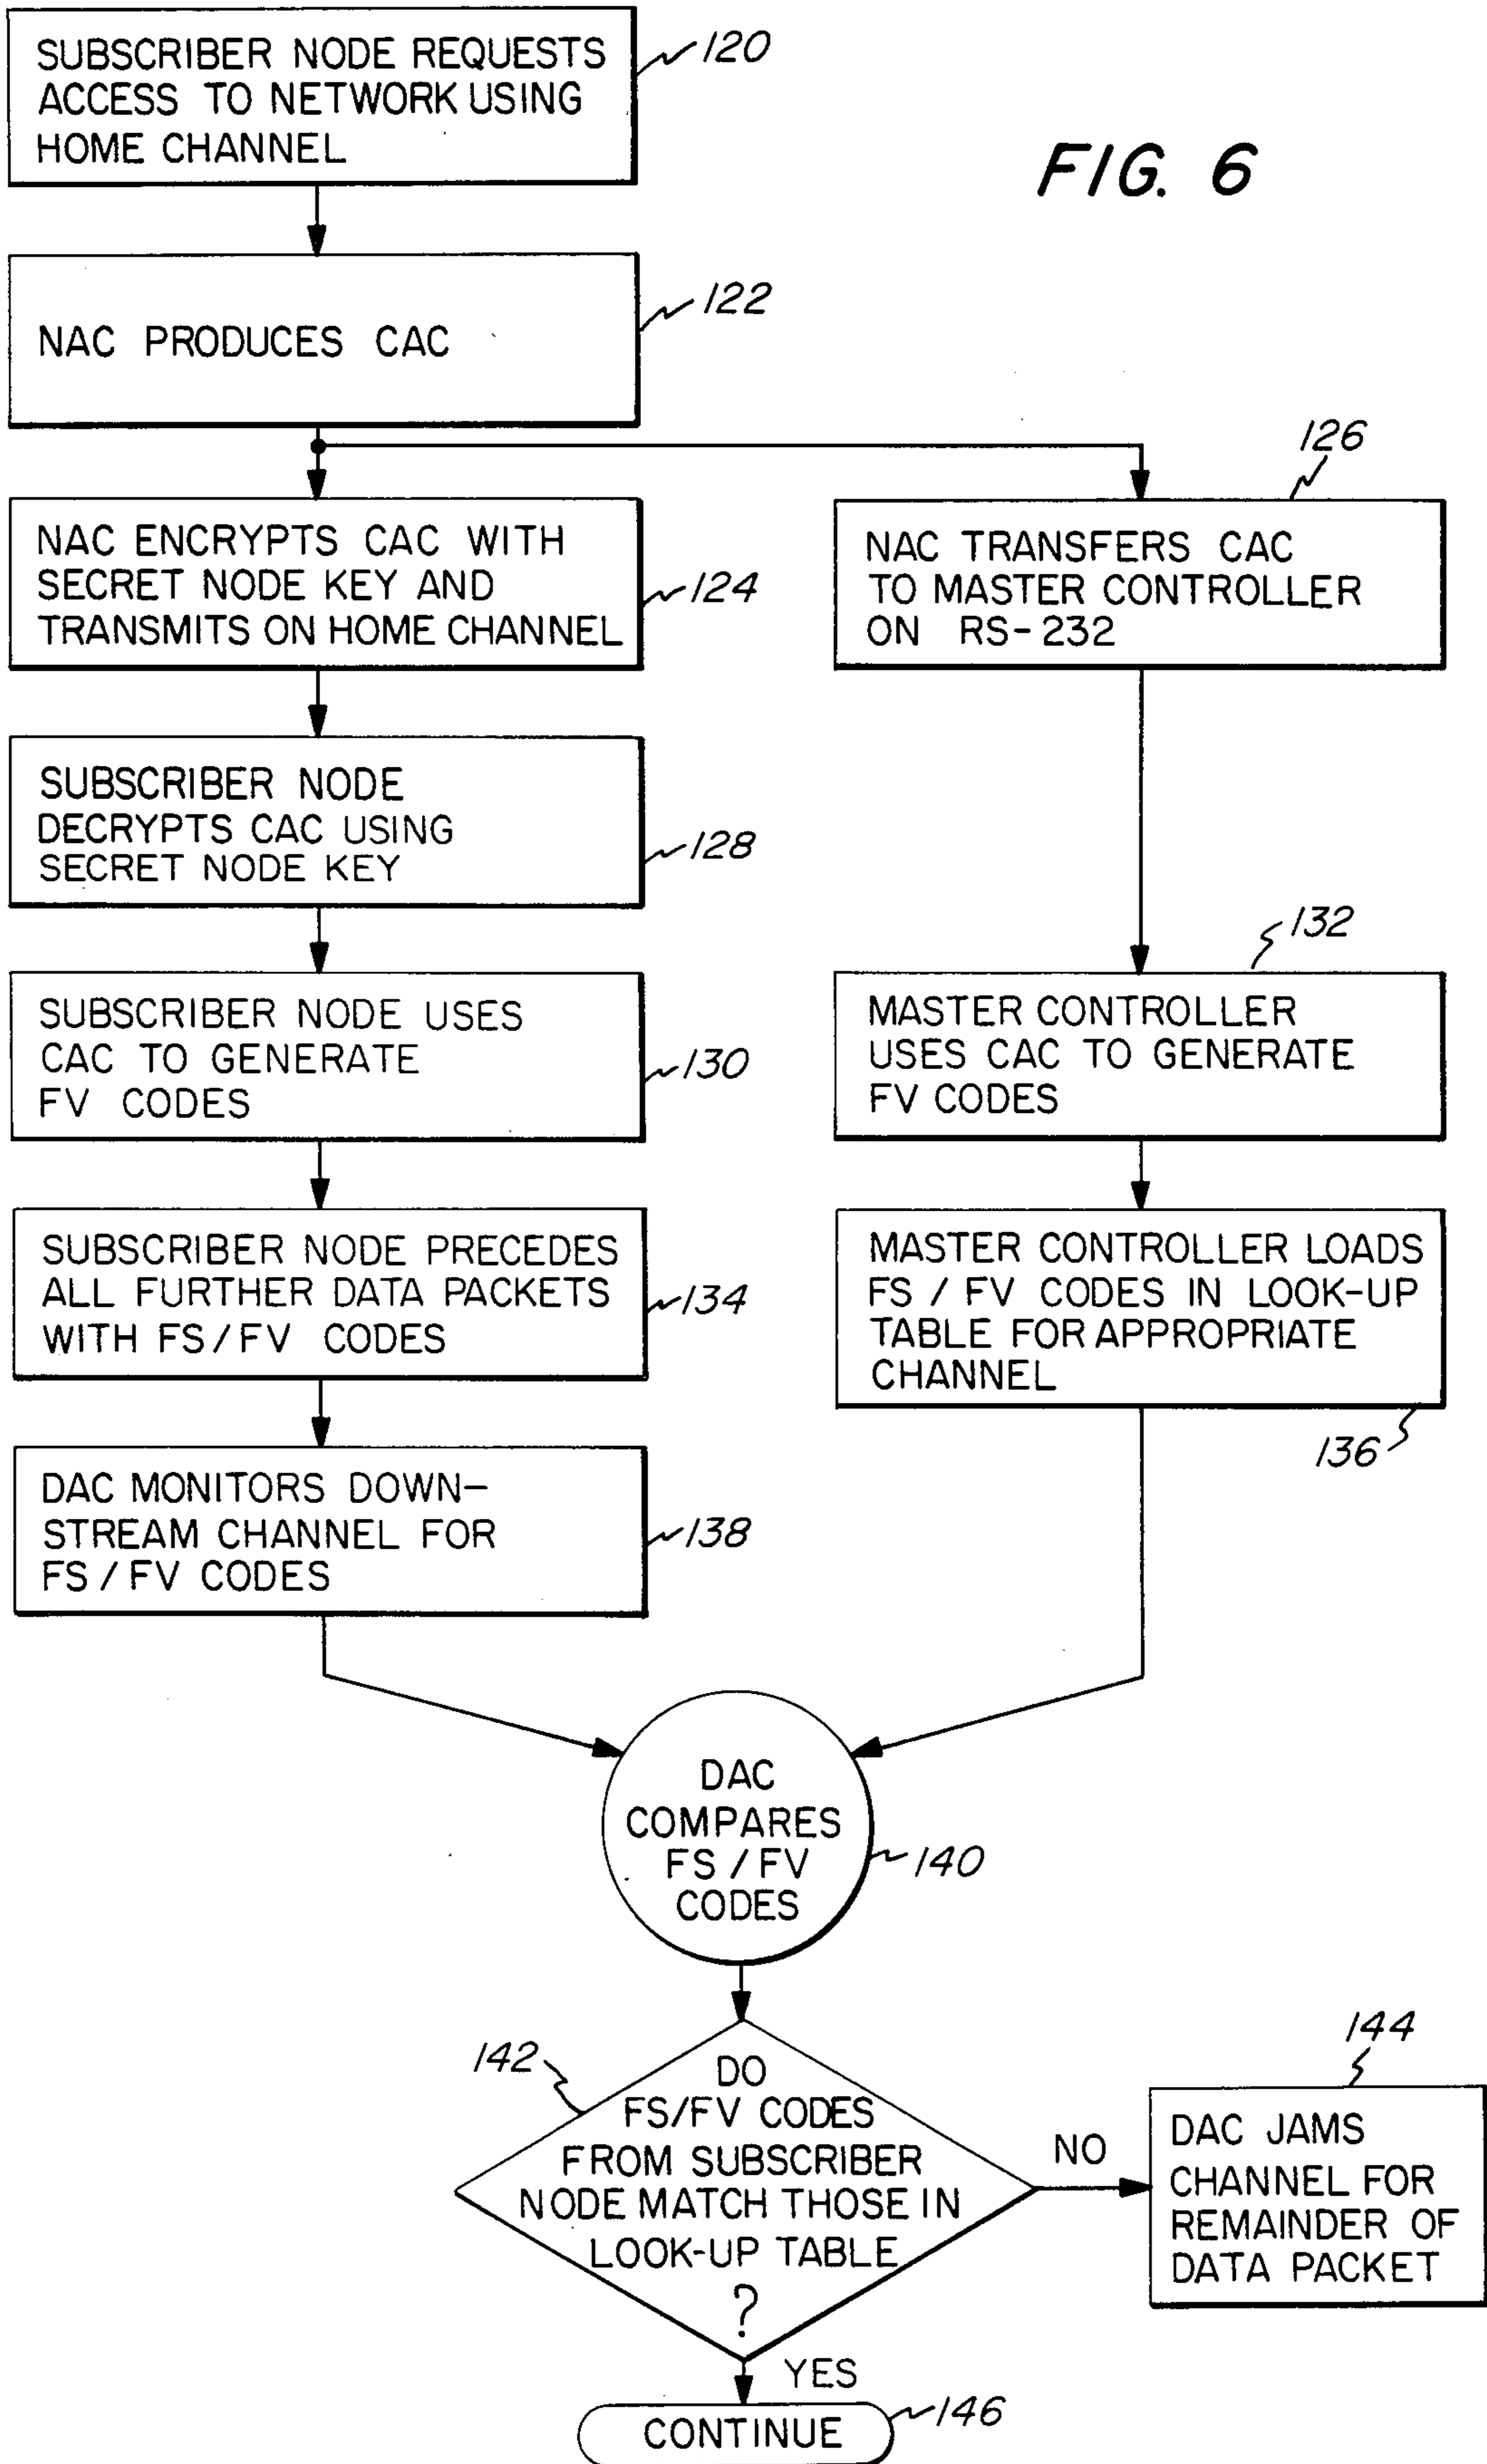 SUBSCRIBER NODE REQUESTS
ACCESS TO NETWORK USING
HOME CHANNEL
120
FIG. 6
NAC PRODUCES CAC
122
NAC ENCRYPTS CAC WITH
SECRET NODE KEY AND
TRANSMITS ON HOME CHANNEL
124
126
NAC TRANSFERS CAC
TO MASTER CONTROLLER
ON RS-232
SUBSCRIBER NODE
DECRYPTS CAC USING
SECRET NODE KEY
128
SUBSCRIBER NODE USES
CAC TO GENERATE
FV CODES
130
132
MASTER CONTROLLER
USES CAC TO GENERATE
FV CODES
SUBSCRIBER NODE PRECEDES
ALL FURTHER DATA PACKETS
WITH FS/FV CODES
134
MASTER CONTROLLER LOADS
FS / FV CODES IN LOOK-UP
TABLE FOR APPROPRIATE
CHANNEL
136
DAC MONITORS DOWN-
STREAM CHANNEL FOR
FS / FV CODES
138
DAC
COMPARES
FS / FV
CODES
140
142
DO
FS/FV CODES
FROM SUBSCRIBER
NODE MATCH THOSE IN
LOOK-UP TABLE
?
NO
144
DAC JAMS
CHANNEL FOR
REMAINDER OF
DATA PACKET
YES
CONTINUE
146